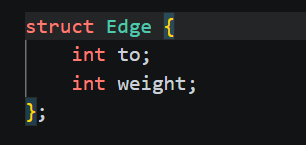 struct Edge {
    int to;
    int weight;
};